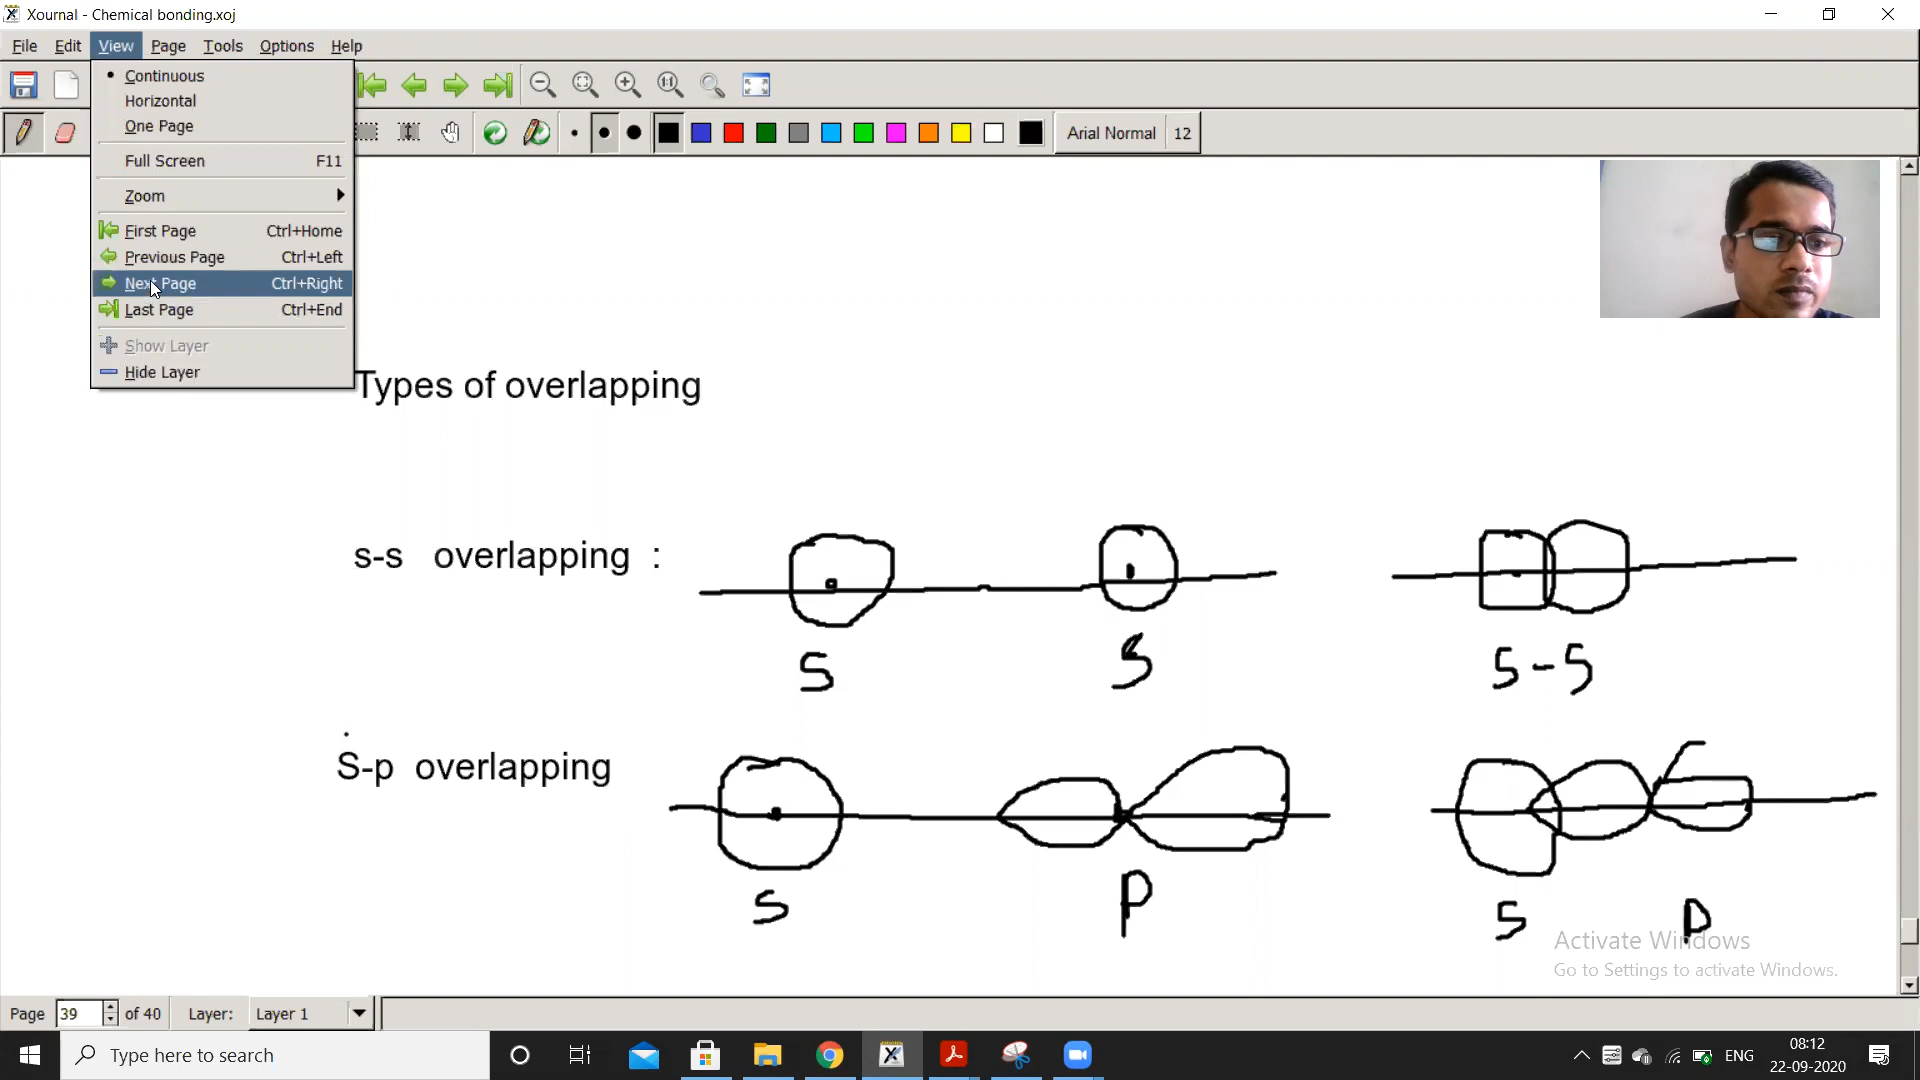 Xournal - Chemical bonding.xoj
File Edit View Page Tools Options Help
Continuous
Horizontal
One Page
Arial Normal 12
Full Screen F11
Zoom
First Page Ctrl+Home
Previous Page Ctrl+Left
Next Page Ctrl+Right
Last Page Ctrl+End
Show Layer
Hide Layer
Types of overlapping
s-s overlapping :
S S S-S
S-p overlapping
S P S P
Activate Windows
Go to Settings to activate Windows.
Page 39 of 40 Layer: Layer 1
Type here to search
ENG
08:12
22-09-2020